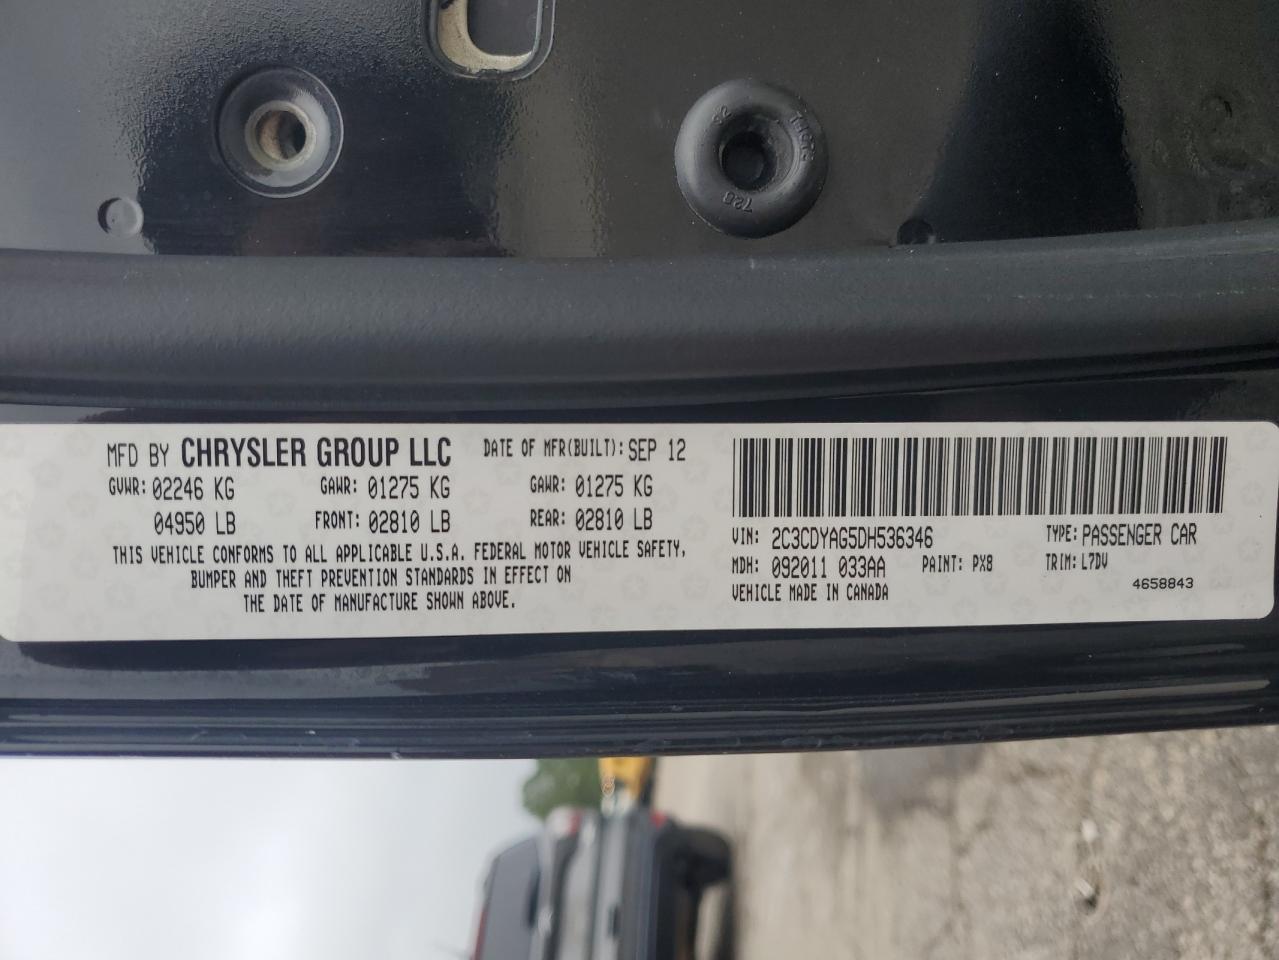 728
MFD BY CHRYSLER GROUP LLC DATE OF MFR(BUILT): SEP 12
GVWR: 02246 KG GAWR: 01275 KG GAWR: 01275 KG
04950 LB FRONT: 02810 LB REAR: 02810 LB
THIS VEHICLE CONFORMS TO ALL APPLICABLE U.S.A. FEDERAL MOTOR VEHICLE SAFETY,
BUMPER AND THEFT PREVENTION STANDARDS IN EFFECT ON
THE DATE OF MANUFACTURE SHOWN ABOVE.
VIN: 2C3CDYAG5DH536346 TYPE: PASSENGER CAR
MDH: 092011 033AA PAINT: PX8 TRIM: L7DV
VEHICLE MADE IN CANADA 4658843